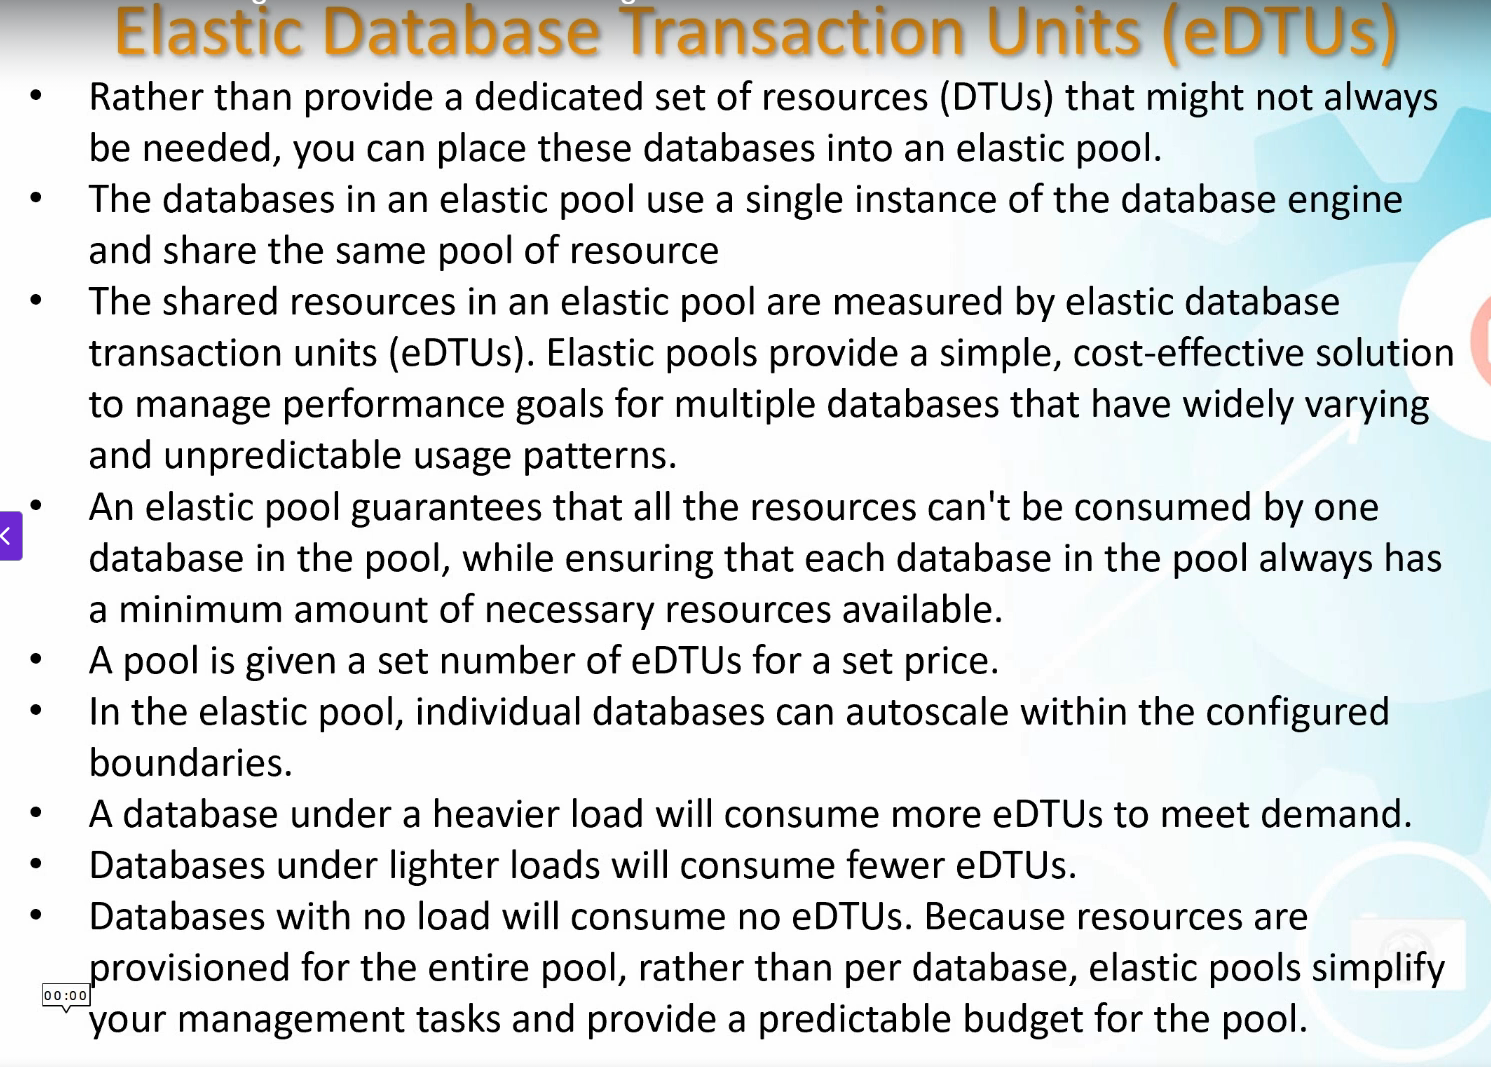 Elastic Database Transaction Units (eDTUs)
• Rather than provide a dedicated set of resources (DTUs) that might not always
be needed, you can place these databases into an elastic pool.
• The databases in an elastic pool use a single instance of the database engine
and share the same pool of resource
• The shared resources in an elastic pool are measured by elastic database
transaction units (eDTUs). Elastic pools provide a simple, cost-effective solution
to manage performance goals for multiple databases that have widely varying
and unpredictable usage patterns.
• An elastic pool guarantees that all the resources can't be consumed by one
database in the pool, while ensuring that each database in the pool always has
a minimum amount of necessary resources available.
• A pool is given a set number of eDTUs for a set price.
• In the elastic pool, individual databases can autoscale within the configured
boundaries.
• A database under a heavier load will consume more eDTUs to meet demand.
• Databases under lighter loads will consume fewer eDTUs.
• Databases with no load will consume no eDTUs. Because resources are
provisioned for the entire pool, rather than per database, elastic pools simplify
00:00
your management tasks and provide a predictable budget for the pool.